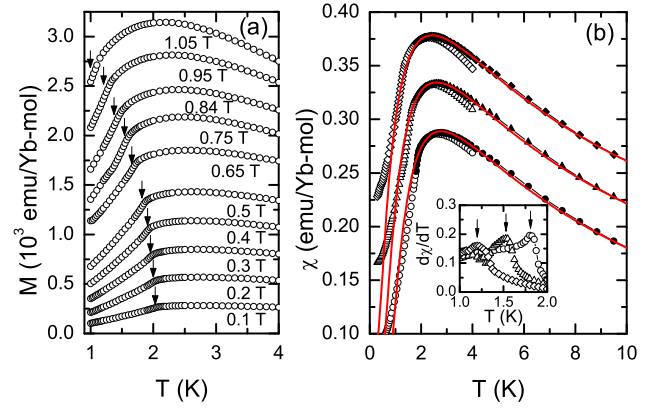 (a)
3.0
2.5
2.0
1.5
1.0
0.5
0.0
M (10³ emu/Yb-mol)
1.05 T
0.95 T
0.84 T
0.75 T
0.65 T
0.5 T
0.4 T
0.3 T
0.2 T
0.1 T
1 2 3 4
T (K)
(b)
0.40
0.35
0.30
0.25
0.20
0.15
0.10
χ (emu/Yb-mol)
0.3
0.2
0.1
0.0
dχ/dT
1.0 1.5 2.0
T (K)
0 2 4 6 8 10
T (K)